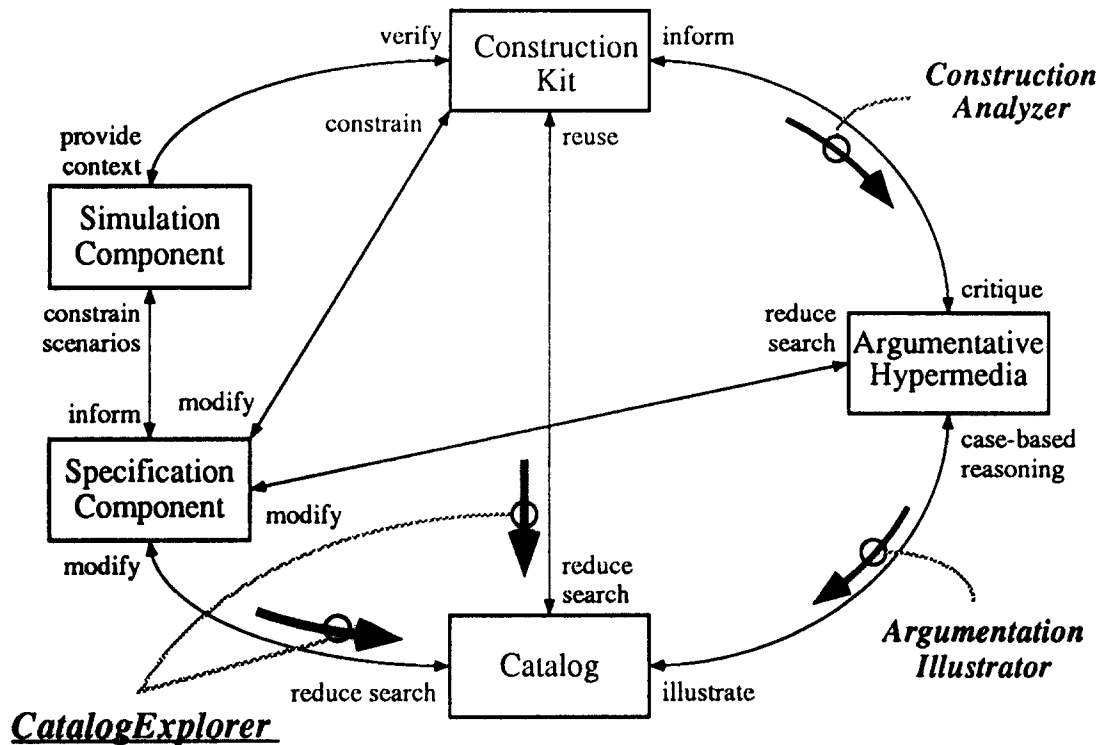 verify
Construction
Kit
inform
Construction
Analyzer
constrain
reuse
provide
context
Simulation
Component
constrain
scenarios
critique
reduce
search
Argumentative
Hypermedia
inform
modify
case-based
reasoning
Specification
Component
modify
modify
reduce
search
Catalog
reduce search
illustrate
Argumentation
Illustrator
CatalogExplorer